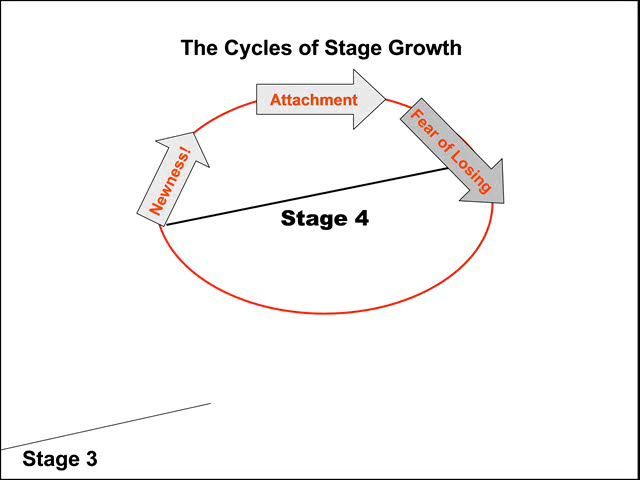 The Cycles of Stage Growth
Attachment
Fear of Losing
Newness!
Stage 4
Stage 3